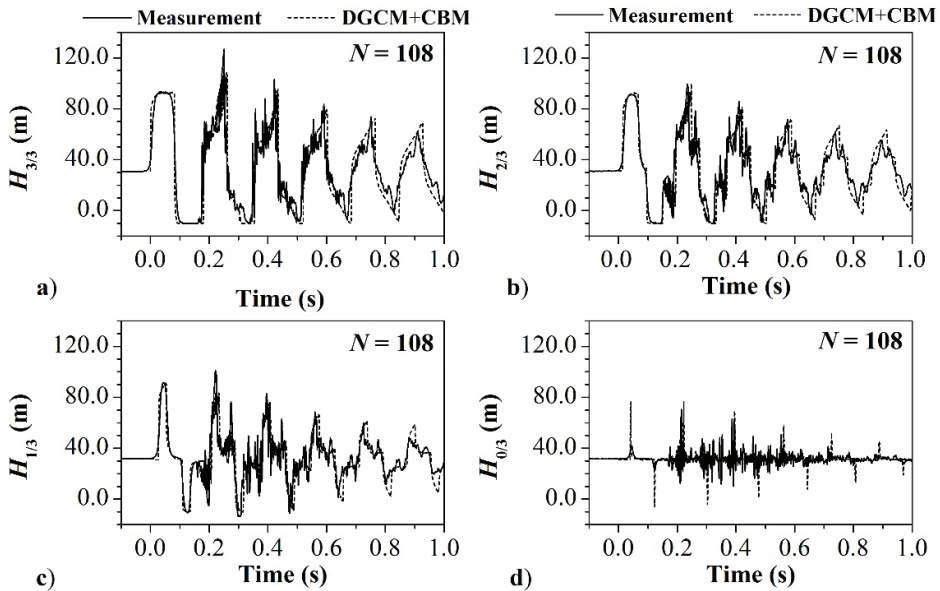 Measurement DGCM+CBM Measurement DGCM+CBM
N = 108 N = 108
120.0 120.0
80.0 80.0
40.0 40.0
0.0 0.0
H3/3 (m) H2/3 (m)
0.0 0.2 0.4 0.6 0.8 1.0 0.0 0.2 0.4 0.6 0.8 1.0
a) Time (s) b) Time (s)
N = 108 N = 108
120.0 120.0
80.0 80.0
40.0 40.0
0.0 0.0
H1/3 (m) H0/3 (m)
0.0 0.2 0.4 0.6 0.8 1.0 0.0 0.2 0.4 0.6 0.8 1.0
c) Time (s) d) Time (s)